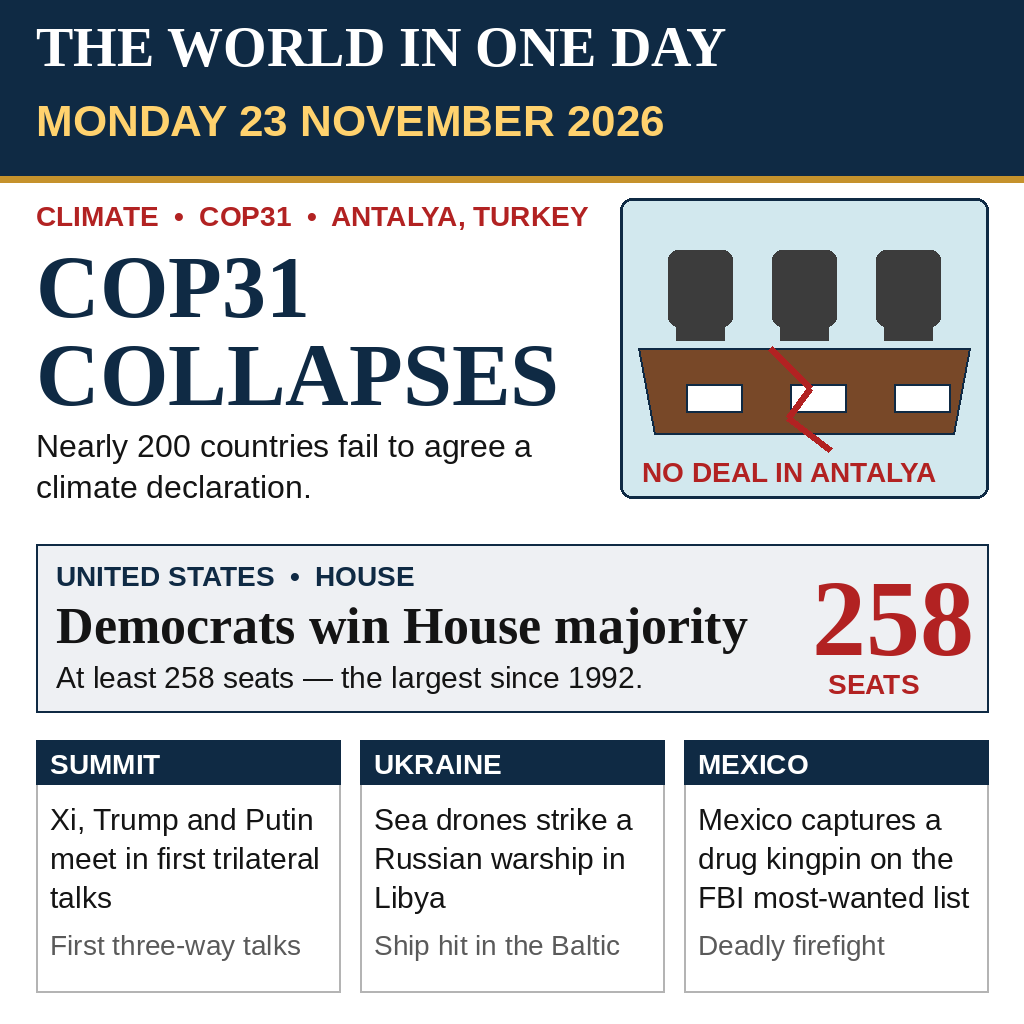 THE WORLD IN ONE DAY
MONDAY 23 NOVEMBER 2026
CLIMATE • COP31 • ANTALYA, TURKEY
COP31
COLLAPSES
Nearly 200 countries fail to agree a
climate declaration.
NO DEAL IN ANTALYA
UNITED STATES • HOUSE
Democrats win House majority
At least 258 seats — the largest since 1992.
258
SEATS
SUMMIT
Xi, Trump and Putin
meet in first trilateral
talks
First three-way talks
UKRAINE
Sea drones strike a
Russian warship in
Libya
Ship hit in the Baltic
MEXICO
Mexico captures a
drug kingpin on the
FBI most-wanted list
Deadly firefight